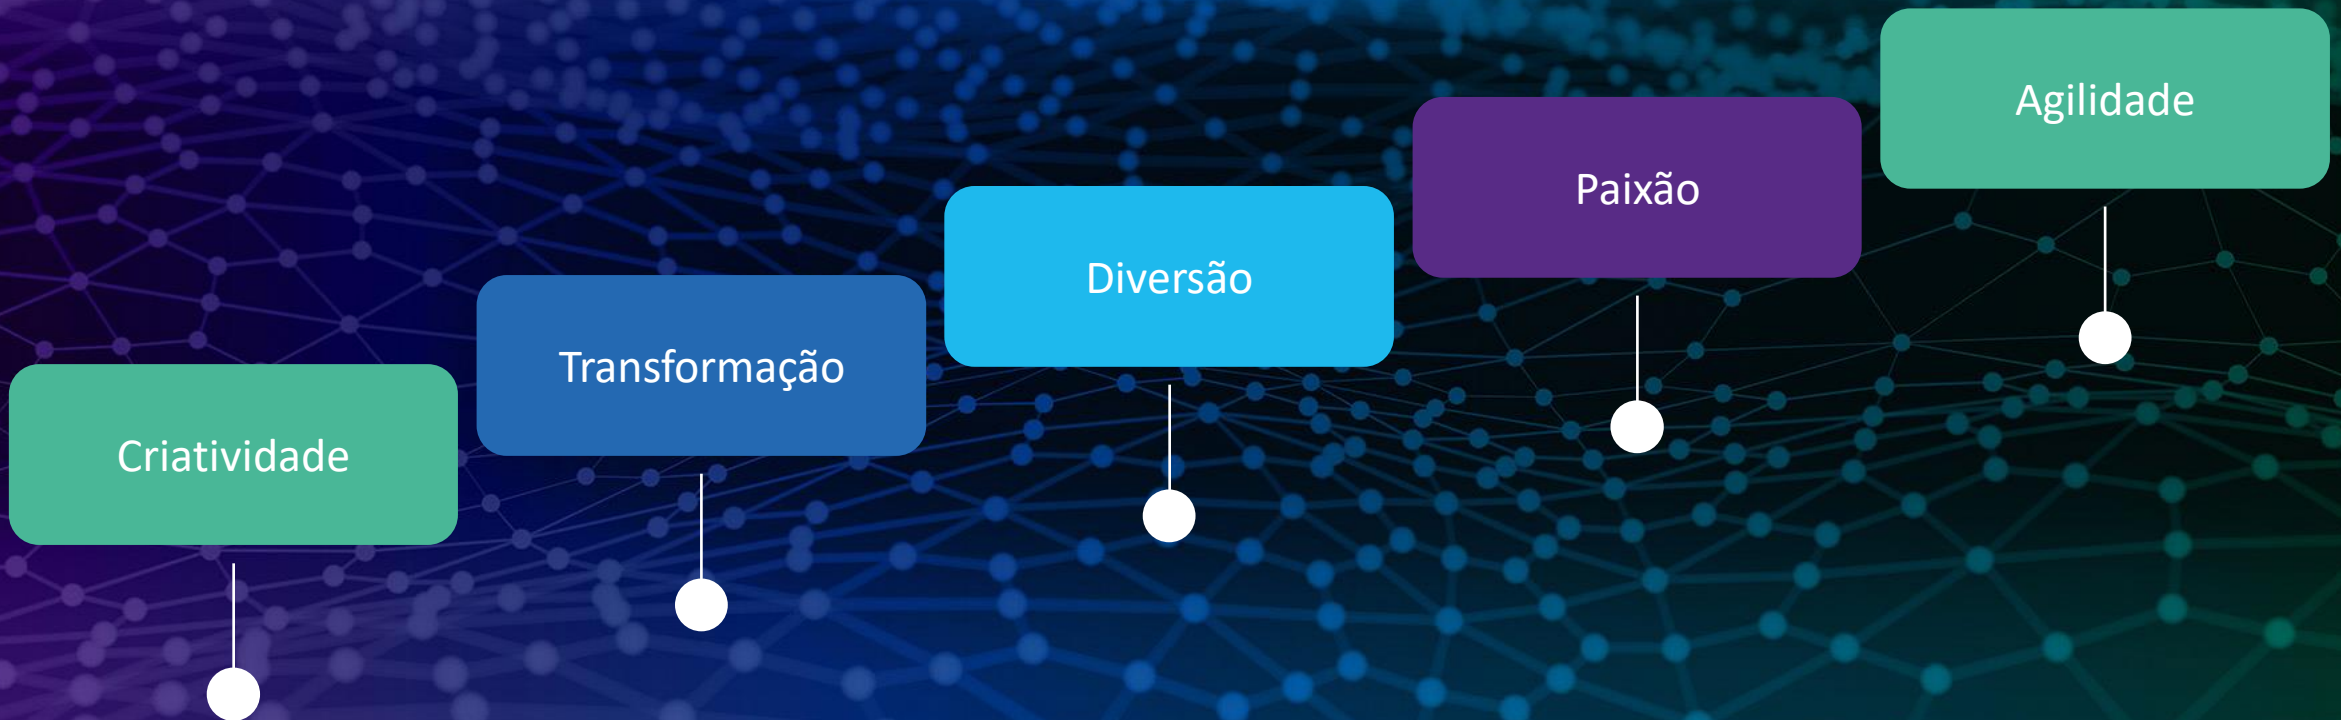 Criatividade
Transformação
Diversão
Paixão
Agilidade